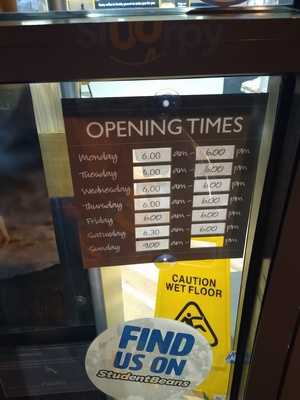 Sluurpy
OPENING TIMES
Monday 6.00 am - 6.00 pm
Tuesday 6.00 am - 6.00 pm
Wednesday 6.00 am - 6.00 pm
Thursday 6.00 am - 6.00 pm
Friday 6.00 am - 6.00 pm
Saturday 6.30 am - 6.00 pm
Sunday 9.00 am - pm
CAUTION
WET FLOOR
FIND
US ON
StudentBeans